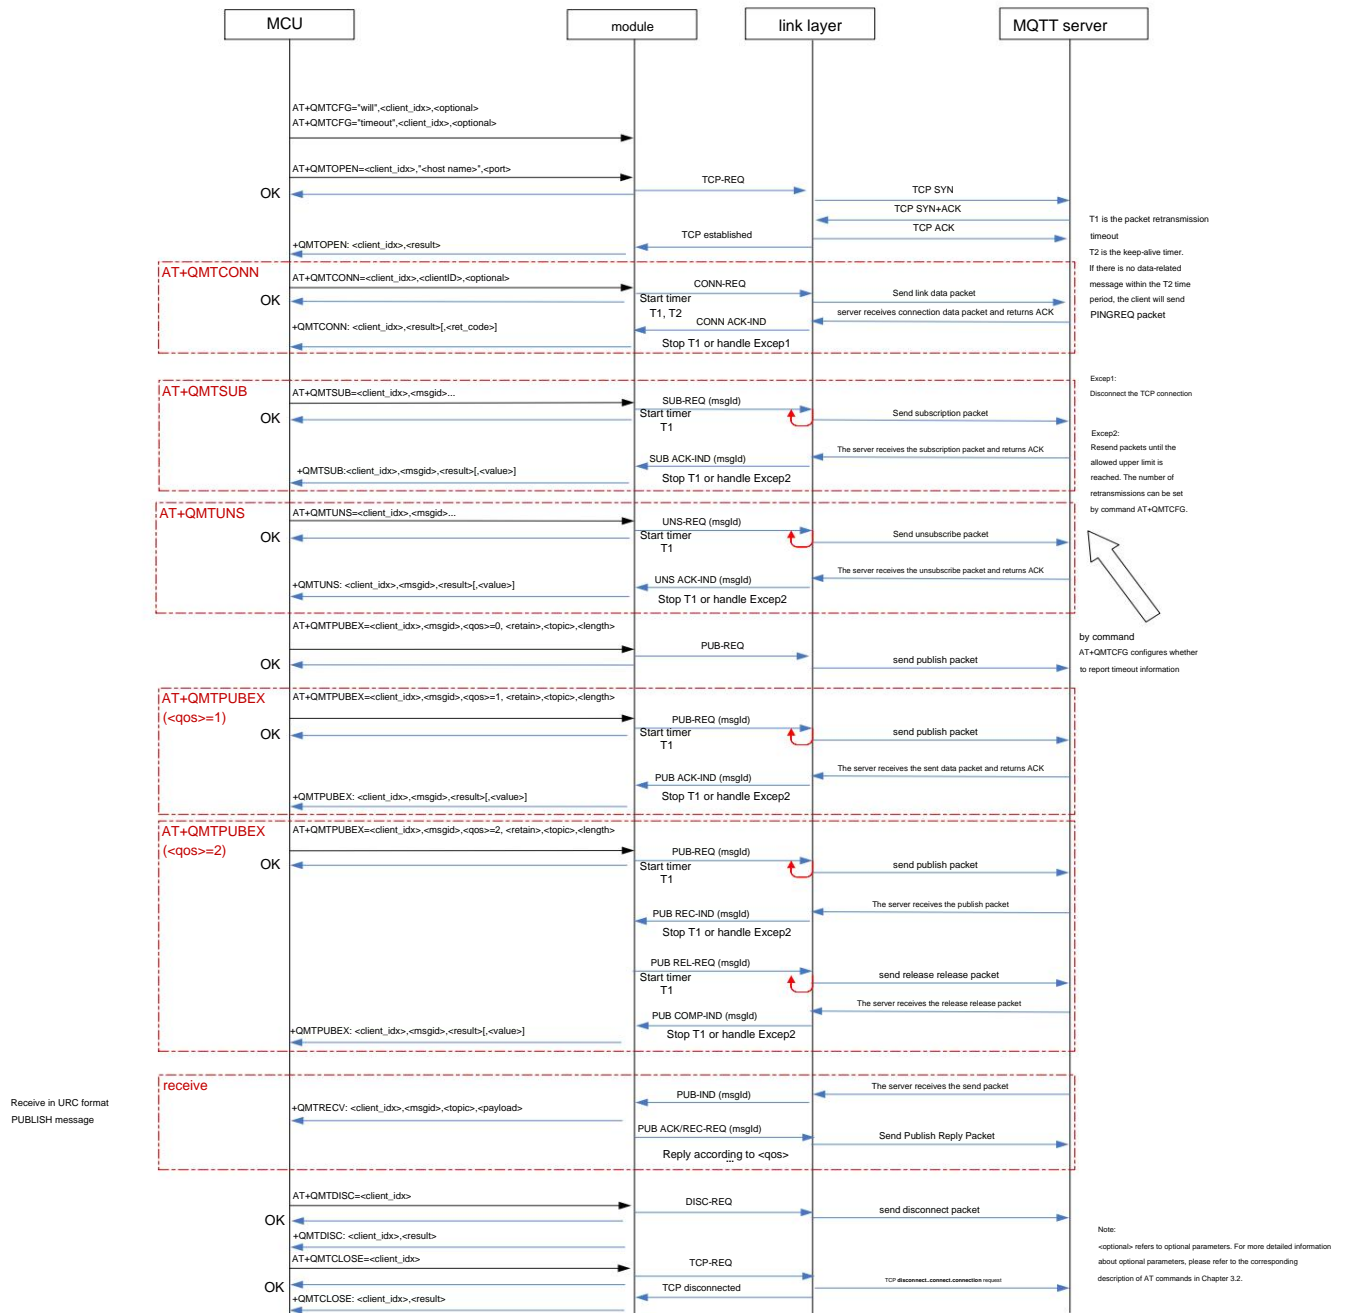 MCU
module
link layer
MQTT server
AT+QMTCFG="will",<client_idx>,<optional>
AT+QMTCFG="timeout",<client_idx>,<optional>
AT+QMTOPEN=<client_idx>,"<host name>",<port>
OK
TCP-REQ
TCP SYN
TCP SYN+ACK
TCP ACK
TCP established
+QMTOPEN: <client_idx>,<result>
T1 is the packet retransmission
timeout
T2 is the keep-alive timer.
If there is no data-related
message within the T2 time
period, the client will send
PINGREQ packet
AT+QMTCONN
AT+QMTCONN=<client_idx>,<clientID>,<optional>
OK
CONN-REQ
Start timer
T1, T2
Send link data packet
server receives connection data packet and returns ACK
CONN ACK-IND
+QMTCONN: <client_idx>,<result>[,<ret_code>]
Stop T1 or handle Excep1
Excep1:
Disconnect the TCP connection
AT+QMTSUB
AT+QMTSUB=<client_idx>,<msgid>...
OK
SUB-REQ (msgId)
Start timer
T1
Send subscription packet
The server receives the subscription packet and returns ACK
SUB ACK-IND (msgId)
+QMTSUB:<client_idx>,<msgid>,<result>[,<value>]
Stop T1 or handle Excep2
Excep2:
Resend packets until the
allowed upper limit is
reached. The number of
retransmissions can be set
by command AT+QMTCFG.
AT+QMTUNS
AT+QMTUNS=<client_idx>,<msgid>...
OK
UNS-REQ (msgId)
Start timer
T1
Send unsubscribe packet
The server receives the unsubscribe packet and returns ACK
UNS ACK-IND (msgId)
+QMTUNS: <client_idx>,<msgid>,<result>[,<value>]
Stop T1 or handle Excep2
AT+QMTPUBEX=<client_idx>,<msgid>,<qos>=0, <retain>,<topic>,<length>
OK
PUB-REQ
send publish packet
by command
AT+QMTCFG configures whether
to report timeout information
AT+QMTPUBEX
(<qos>=1)
AT+QMTPUBEX=<client_idx>,<msgid>,<qos>=1, <retain>,<topic>,<length>
OK
PUB-REQ (msgId)
Start timer
T1
send publish packet
The server receives the sent data packet and returns ACK
PUB ACK-IND (msgId)
+QMTPUBEX: <client_idx>,<msgid>,<result>[,<value>]
Stop T1 or handle Excep2
AT+QMTPUBEX
(<qos>=2)
AT+QMTPUBEX=<client_idx>,<msgid>,<qos>=2, <retain>,<topic>,<length>
OK
PUB-REQ (msgId)
Start timer
T1
send publish packet
The server receives the publish packet
PUB REC-IND (msgId)
Stop T1 or handle Excep2
PUB REL-REQ (msgId)
Start timer
T1
send release release packet
The server receives the release release packet
PUB COMP-IND (msgId)
+QMTPUBEX: <client_idx>,<msgid>,<result>[,<value>]
Stop T1 or handle Excep2
receive
Receive in URC format
PUBLISH message
The server receives the send packet
PUB-IND (msgId)
+QMTRECV: <client_idx>,<msgid>,<topic>,<payload>
PUB ACK/REC-REQ (msgId)
Send Publish Reply Packet
Reply according to <qos>
...
AT+QMTDISC=<client_idx>
OK
DISC-REQ
send disconnect packet
+QMTDISC: <client_idx>,<result>
AT+QMTCLOSE=<client_idx>
OK
TCP-REQ
TCP disconnect..connect.connection request
TCP disconnected
+QMTCLOSE: <client_idx>,<result>
Note:
<optional> refers to optional parameters. For more detailed information
about optional parameters, please refer to the corresponding
description of AT commands in Chapter 3.2.